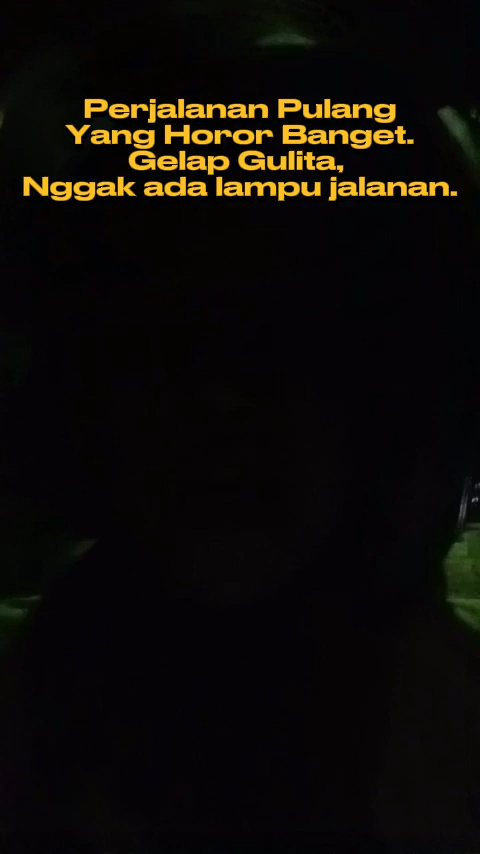 Perjalanan Pulang
Yang Horor Banget.
Gelap Gulita,
Nggak ada lampu jalanan.